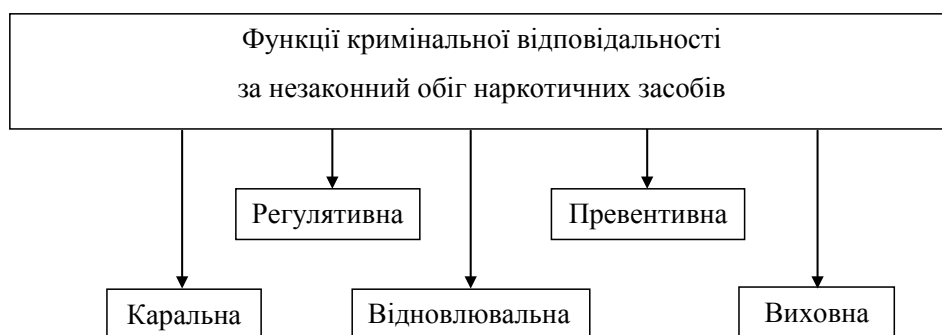 Функції кримінальної відповідальності
за незаконний обіг наркотичних засобів
Регулятивна
Превентивна
Каральна
Відновлювальна
Виховна